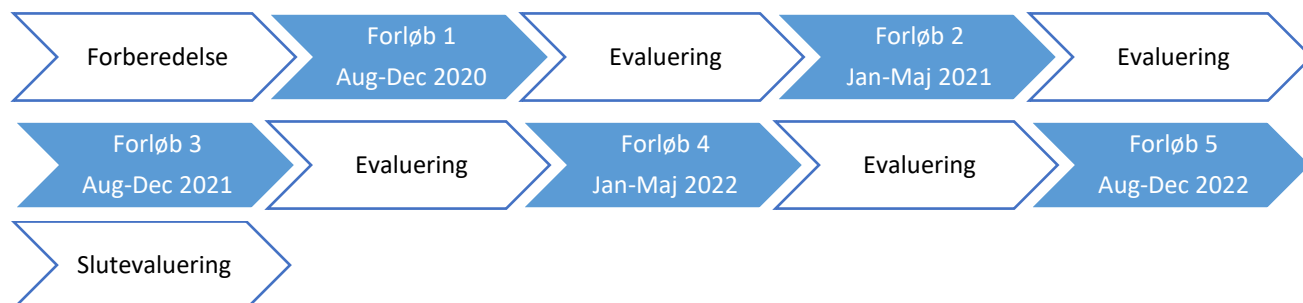 Forberedelse
Forløb 1
Aug-Dec 2020
Evaluering
Forløb 2
Jan-Maj 2021
Evaluering
Forløb 3
Aug-Dec 2021
Evaluering
Forløb 4
Jan-Maj 2022
Evaluering
Forløb 5
Aug-Dec 2022
Slutevaluering